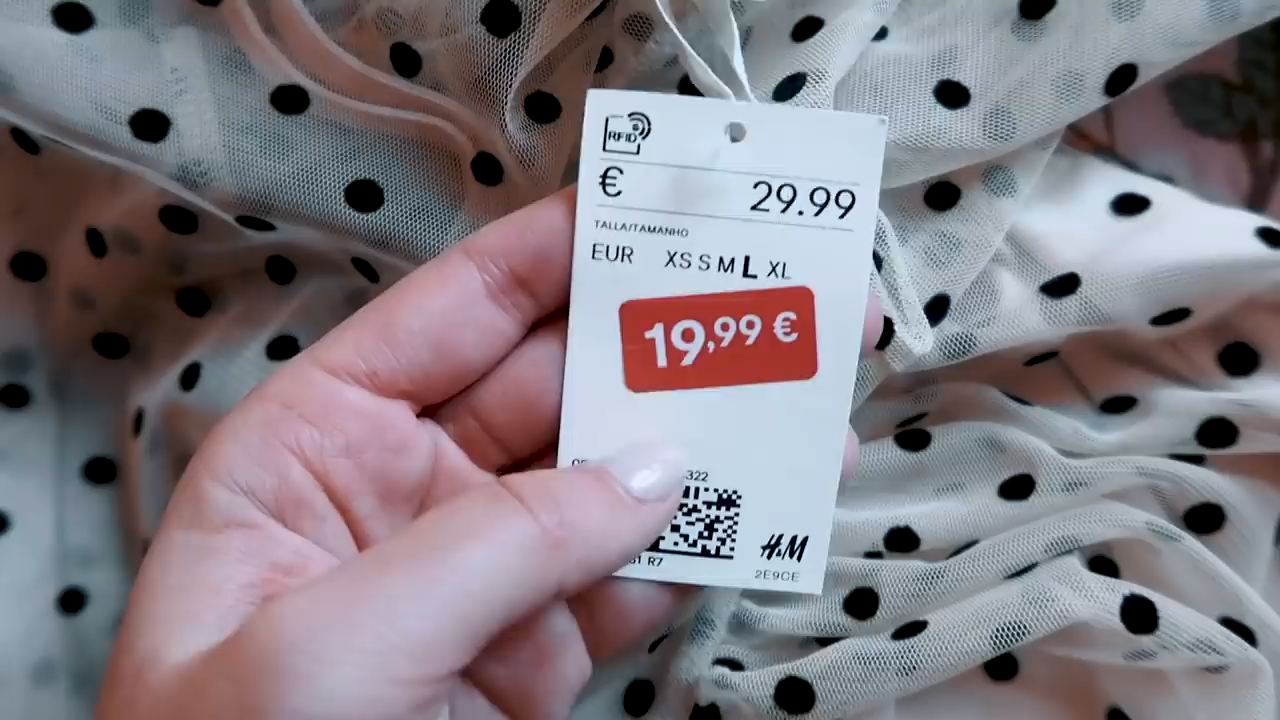 RFID
€ 29.99
TALLA/TAMANHO
EUR XS S M L XL
19,99 €
322
R7
H&M
2E9CE